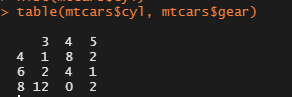 > table(mtcars$cyl, mtcars$gear)
3 4 5
4 1 8 2
6 2 4 1
8 12 0 2